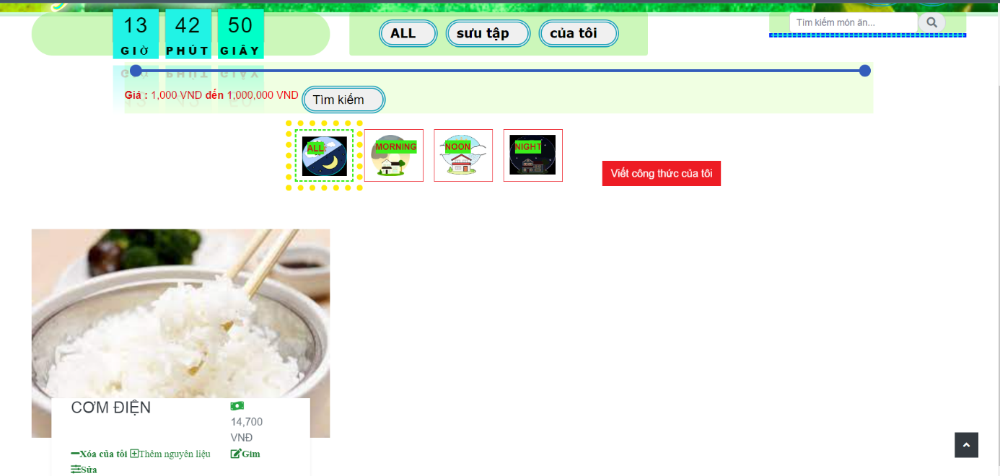 13 42 50
GIỜ PHÚT GIÂY
ALL sưu tập của tôi
Tìm kiếm món ăn...
Giá : 1,000 VND đến 1,000,000 VND Tìm kiếm
ALL MORNING NOON NIGHT
Viết công thức của tôi
CƠM ĐIỆN
14,700
VNĐ
Xóa của tôi Thêm nguyên liệu Gim
Sửa